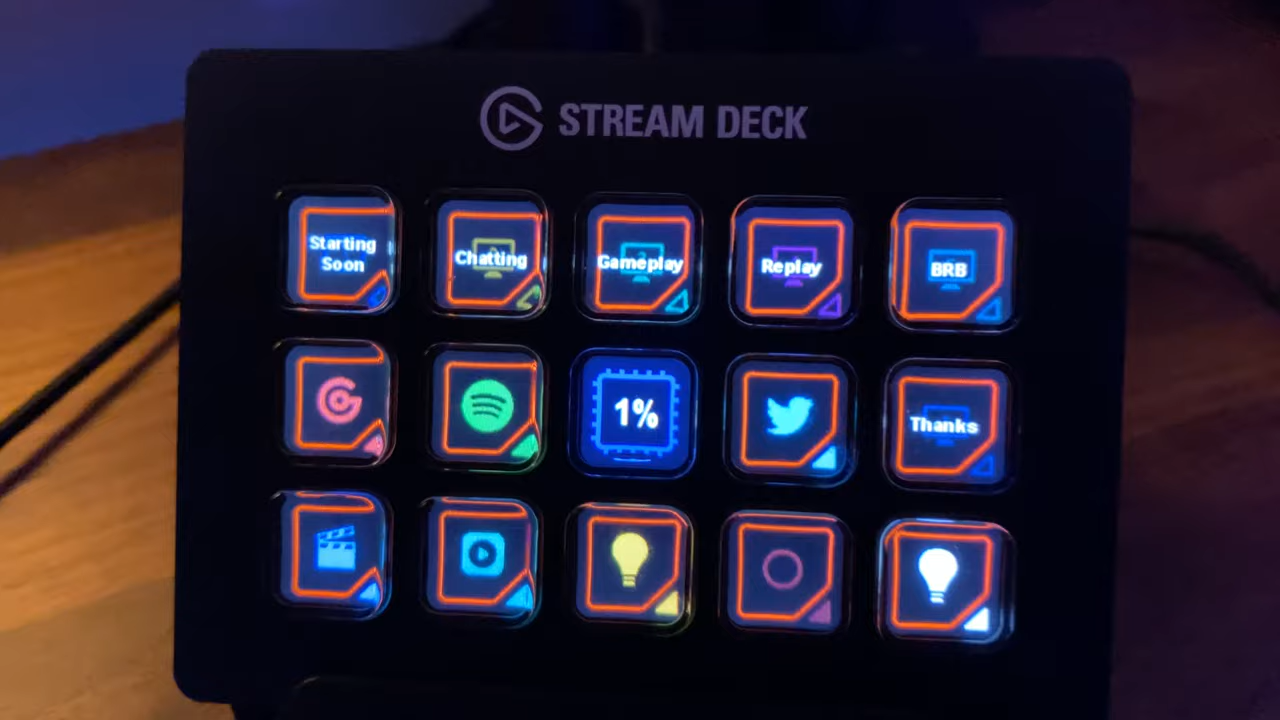 STREAM DECK
Starting
Soon
Chatting
Gameplay
Replay
BRB
1%
Thanks